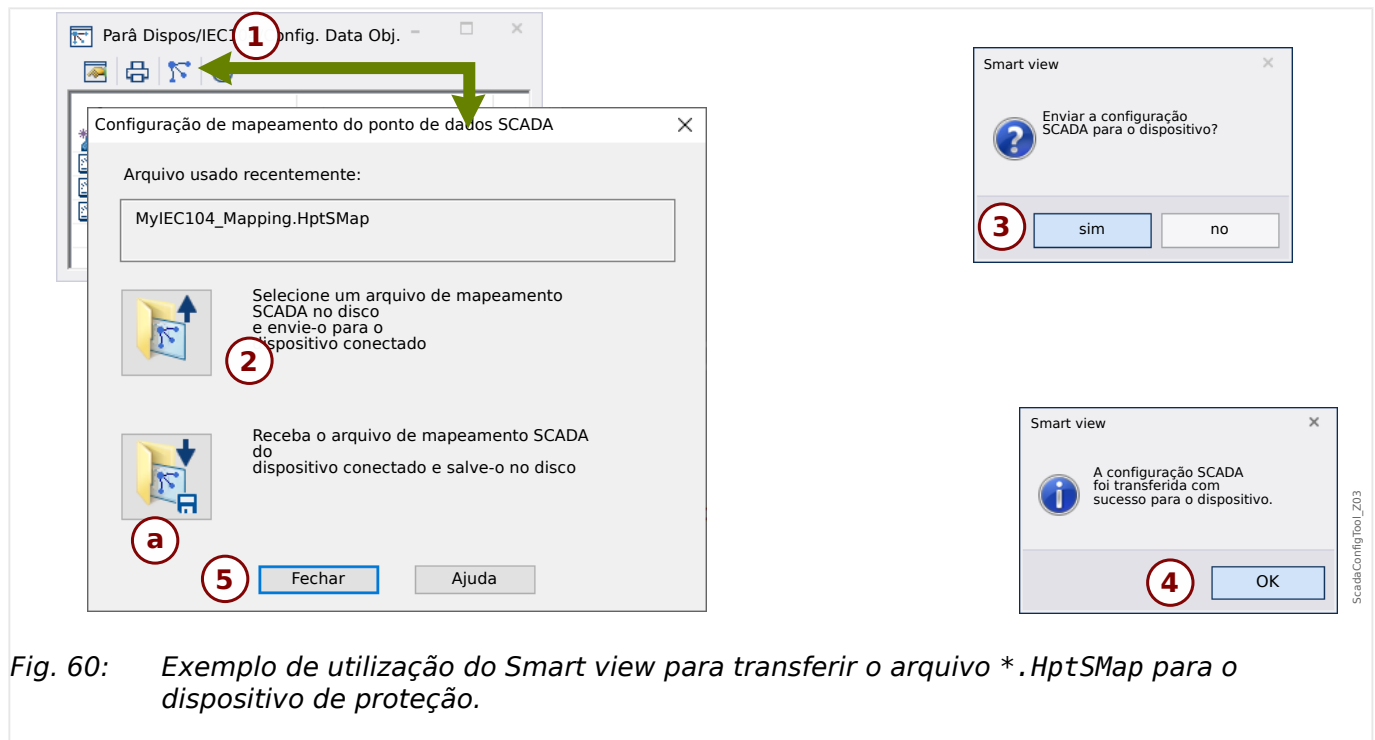 Parâ Dispos/IEC1 onfig. Data Obj.
1
Configuração de mapeamento do ponto de dados SCADA
Arquivo usado recentemente:
MyIEC104_Mapping.HptSMap
Selecione um arquivo de mapeamento
SCADA no disco
e envie-o para o
dispositivo conectado
2
Receba o arquivo de mapeamento SCADA
do
dispositivo conectado e salve-o no disco
a
5
Fechar
Ajuda
Smart view
Enviar a configuração
SCADA para o dispositivo?
3
sim
no
Smart view
A configuração SCADA
foi transferida com
sucesso para o dispositivo.
4
OK
ScadaConfigTool_Z03
Fig. 60: Exemplo de utilização do Smart view para transferir o arquivo *.HptSMap para o
dispositivo de proteção.